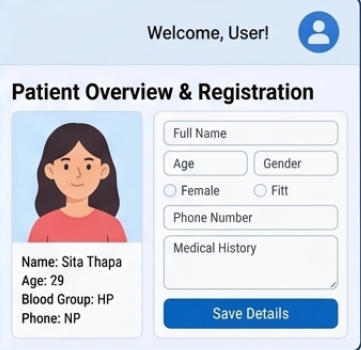 Welcome, User!
Patient Overview & Registration
Name: Sita Thapa
Age: 29
Blood Group: HP
Phone: NP
Full Name
Age Gender
Female Fitt
Phone Number
Medical History
Save Details